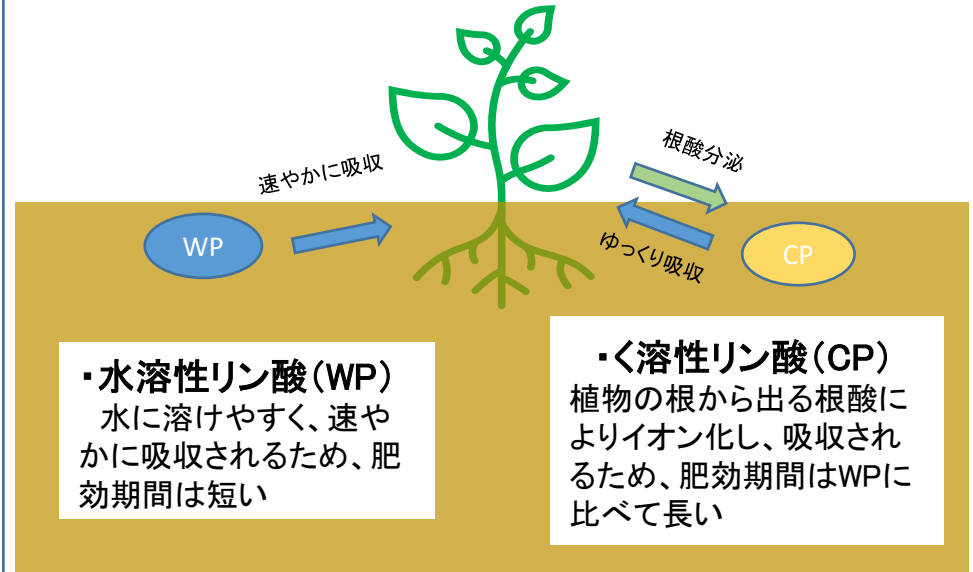 速やかに吸収
根酸分泌
WP
ゆっくり吸収
CP
・水溶性リン酸(WP)
水に溶けやすく、速や
かに吸収されるため、肥
効期間は短い
・く溶性リン酸(CP)
植物の根から出る根酸に
よりイオン化し、吸収され
るため、肥効期間はWPに
比べて長い